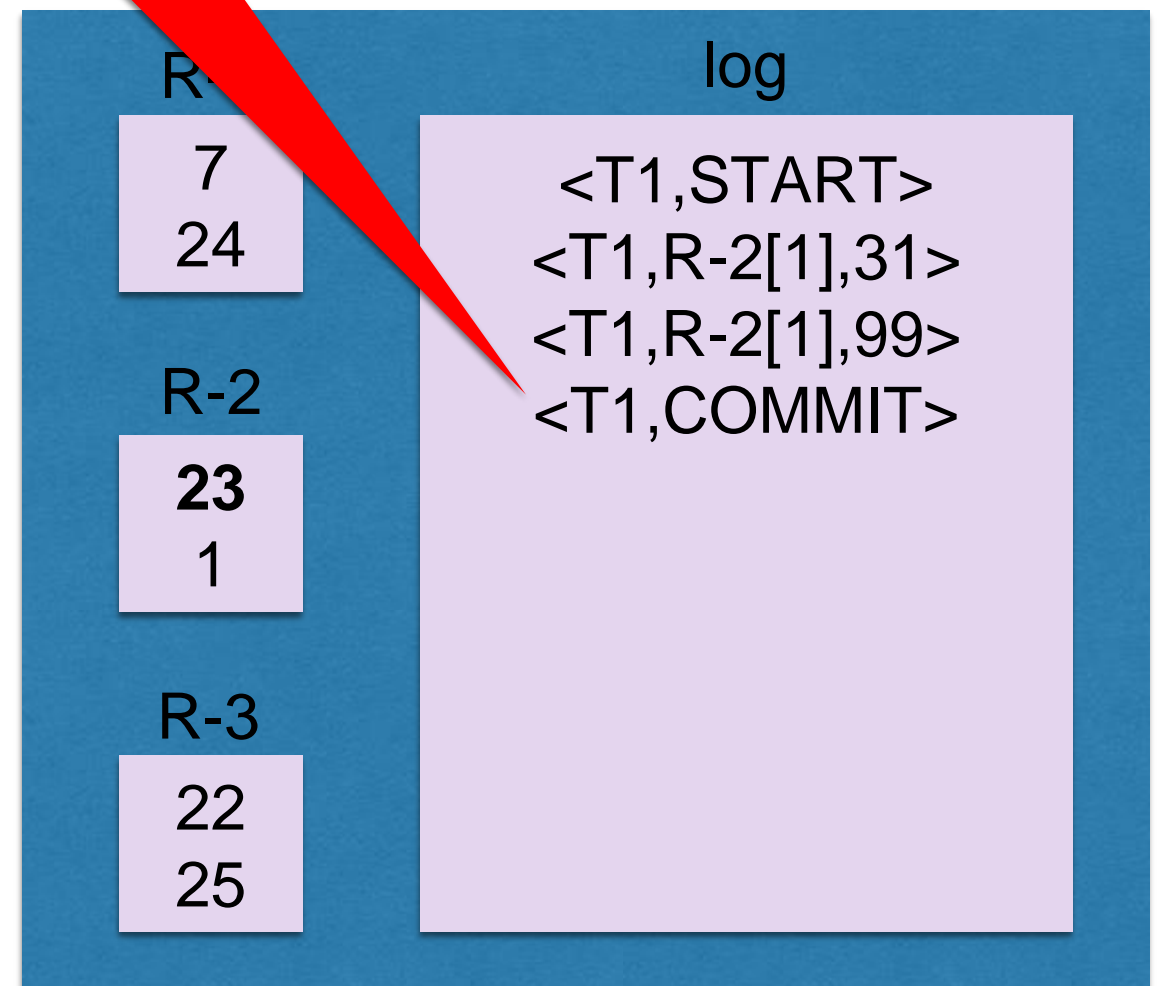 R-
7
24
R-2
23
1
R-3
22
25
log
<T1,START>
<T1,R-2[1],31>
<T1,R-2[1],99>
<T1,COMMIT>